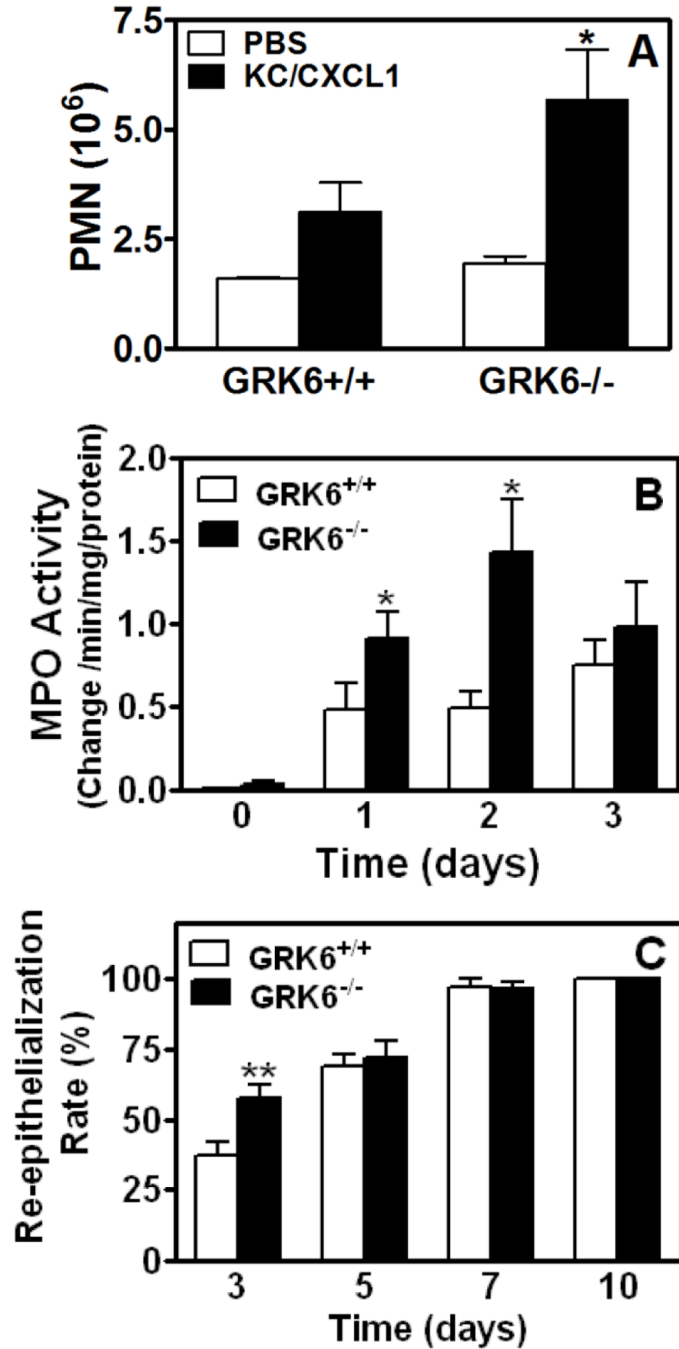 A
PBS
KC/CXCL1
*
PMN (10⁶)
7.5
5.0
2.5
0.0
GRK6+/+ GRK6-/-
B
GRK6+/+
GRK6-/-
* *
MPO Activity
(Change /min/mg/protein)
2.0
1.5
1.0
0.5
0.0
0 1 2 3
Time (days)
C
GRK6+/+
GRK6-/-
**
Re-epithelialization
Rate (%)
100
75
50
25
0
3 5 7 10
Time (days)